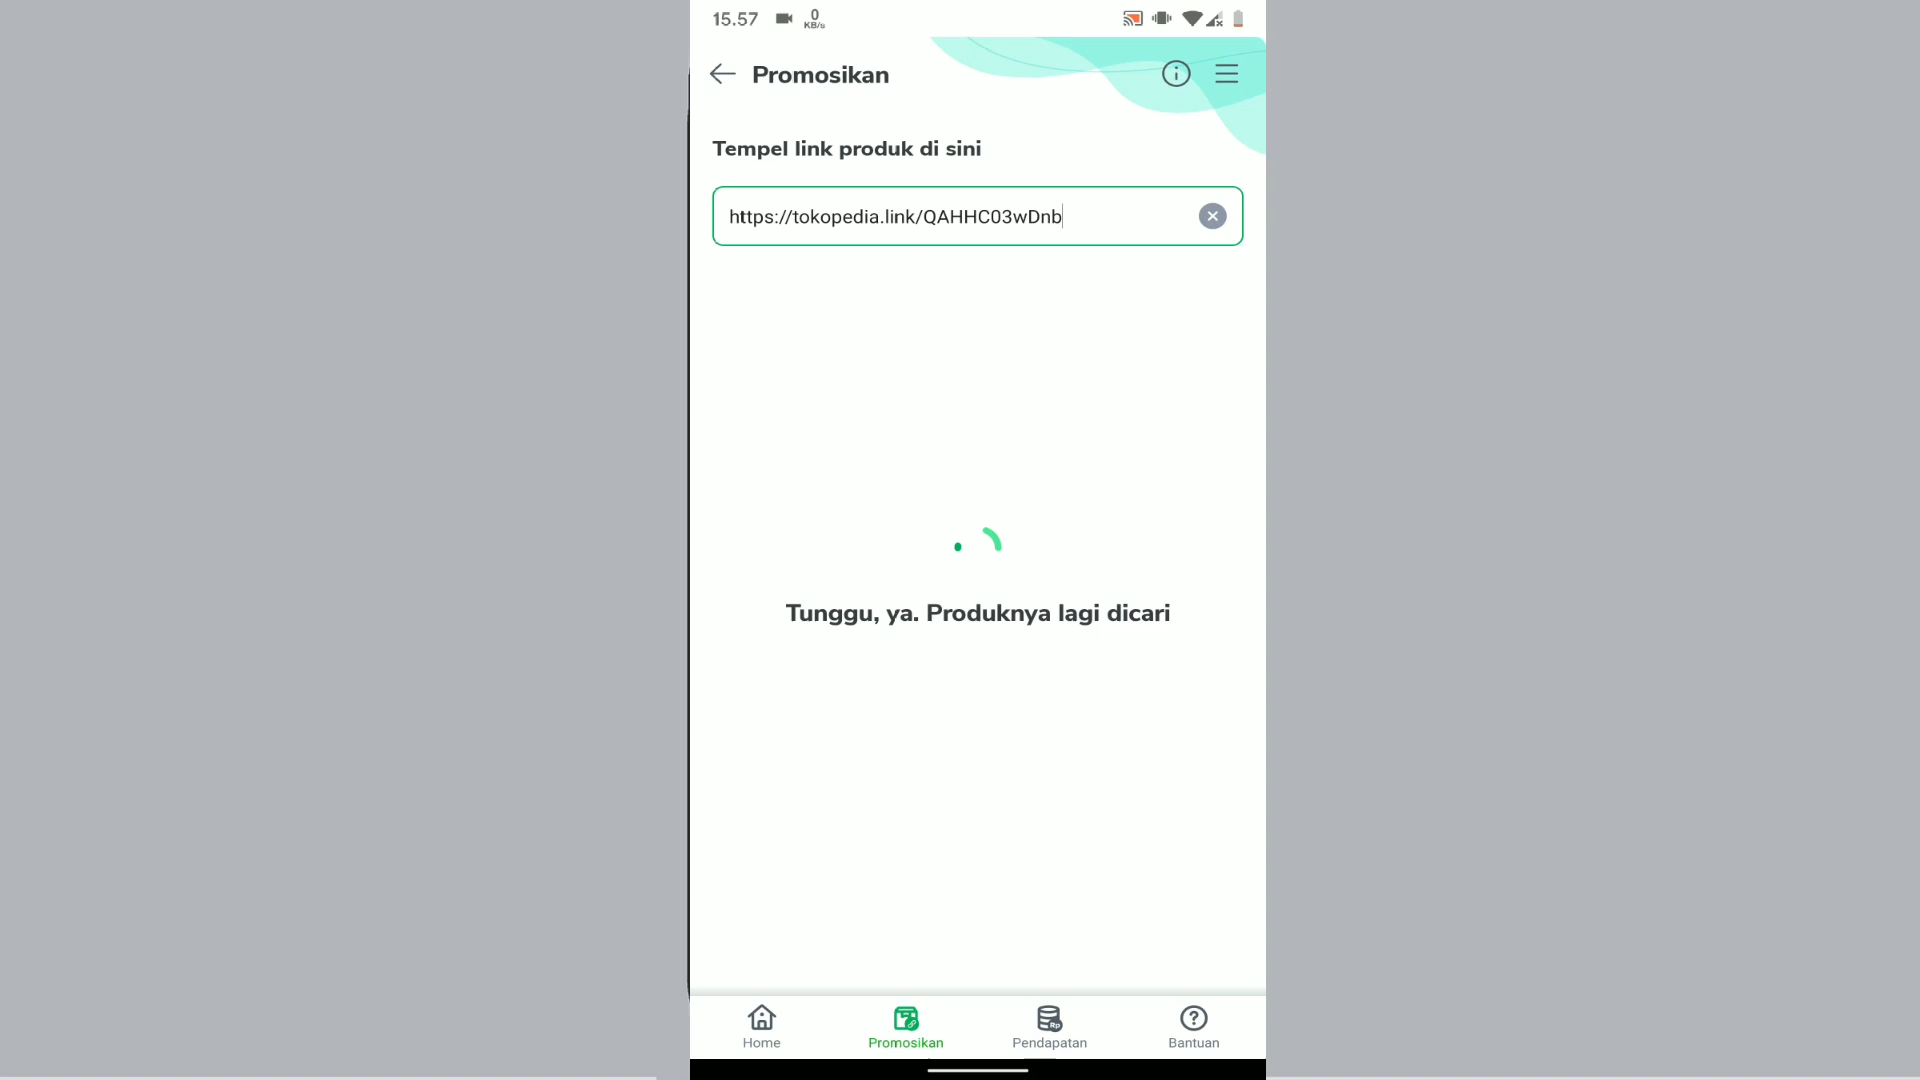 15.57
0
KB/s
Promosikan
Tempel link produk di sini
https://tokopedia.link/QAHHC03wDnb
Tunggu, ya. Produknya lagi dicari
Rp
Home
Promosikan
Pendapatan
Bantuan